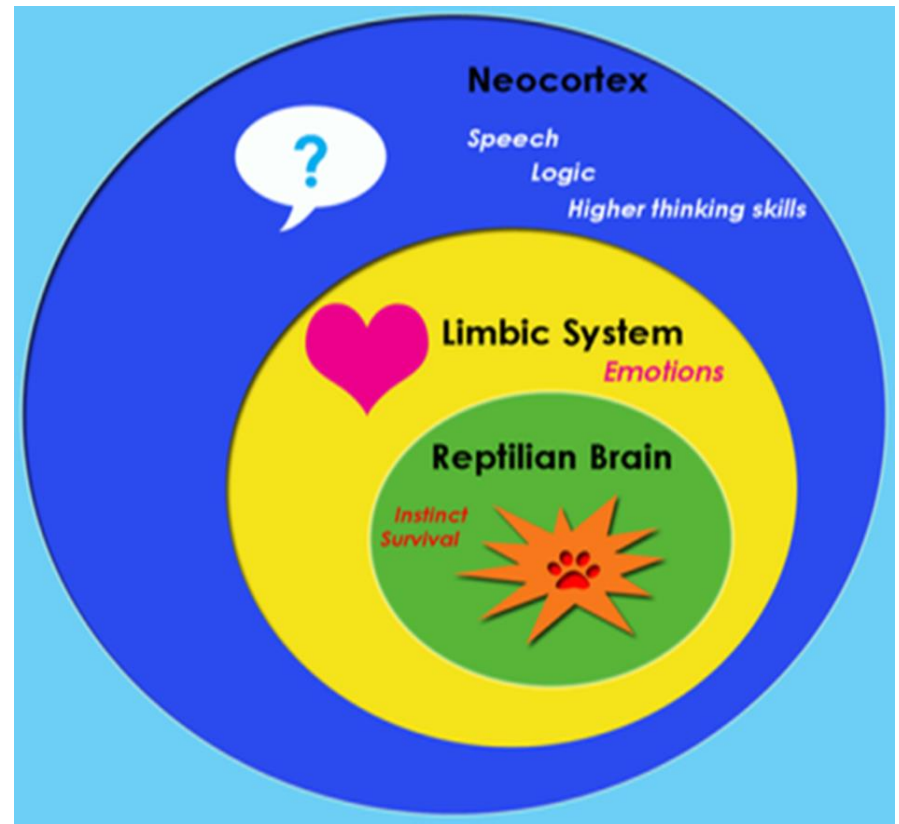 Neocortex
Speech
Logic
Higher thinking skills
?
Limbic System
Emotions
Reptilian Brain
Instinct
Survival